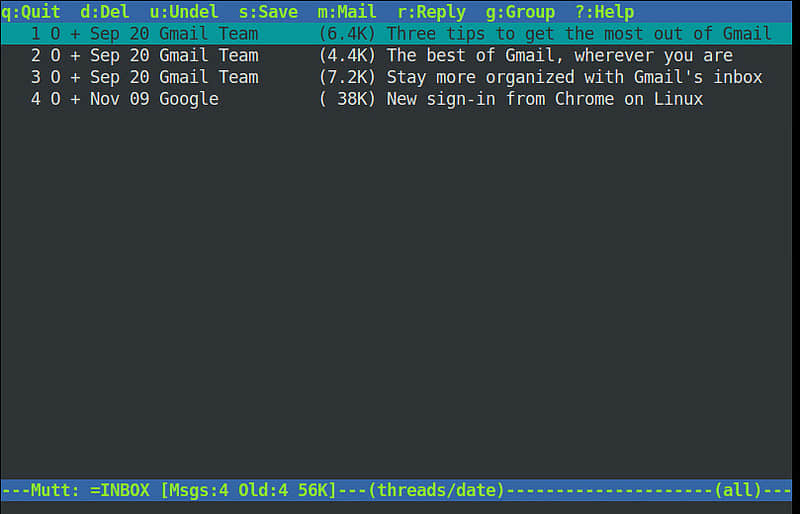 q:Quit  d:Del  u:Undel  s:Save  m:Mail  r:Reply  g:Group  ?:Help
1 O + Sep 20 Gmail Team      (6.4K) Three tips to get the most out of Gmail
2 O + Sep 20 Gmail Team      (4.4K) The best of Gmail, wherever you are
3 O + Sep 20 Gmail Team      (7.2K) Stay more organized with Gmail's inbox
4 O + Nov 09 Google          ( 38K) New sign-in from Chrome on Linux
---Mutt: =INBOX [Msgs:4 Old:4 56K]---(threads/date)---------------------(all)---